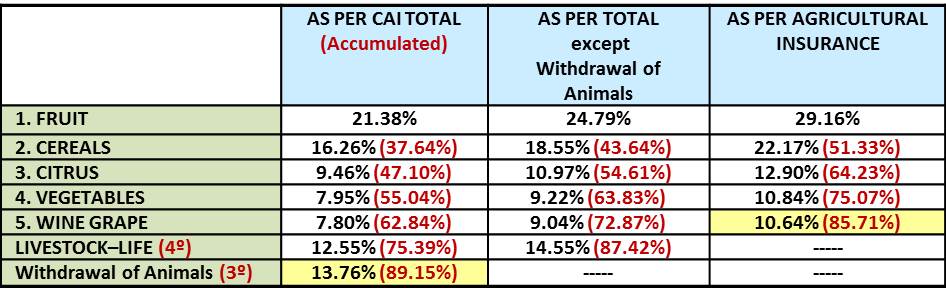 AS PER CAI TOTAL
(Accumulated)
AS PER TOTAL
except
Withdrawal of
Animals
AS PER AGRICULTURAL
INSURANCE
1. FRUIT 21.38% 24.79% 29.16%
2. CEREALS 16.26% (37.64%) 18.55% (43.64%) 22.17% (51.33%)
3. CITRUS 9.46% (47.10%) 10.97% (54.61%) 12.90% (64.23%)
4. VEGETABLES 7.95% (55.04%) 9.22% (63.83%) 10.84% (75.07%)
5. WINE GRAPE 7.80% (62.84%) 9.04% (72.87%) 10.64% (85.71%)
LIVESTOCK–LIFE (4º) 12.55% (75.39%) 14.55% (87.42%) -----
Withdrawal of Animals (3º) 13.76% (89.15%) ----- -----